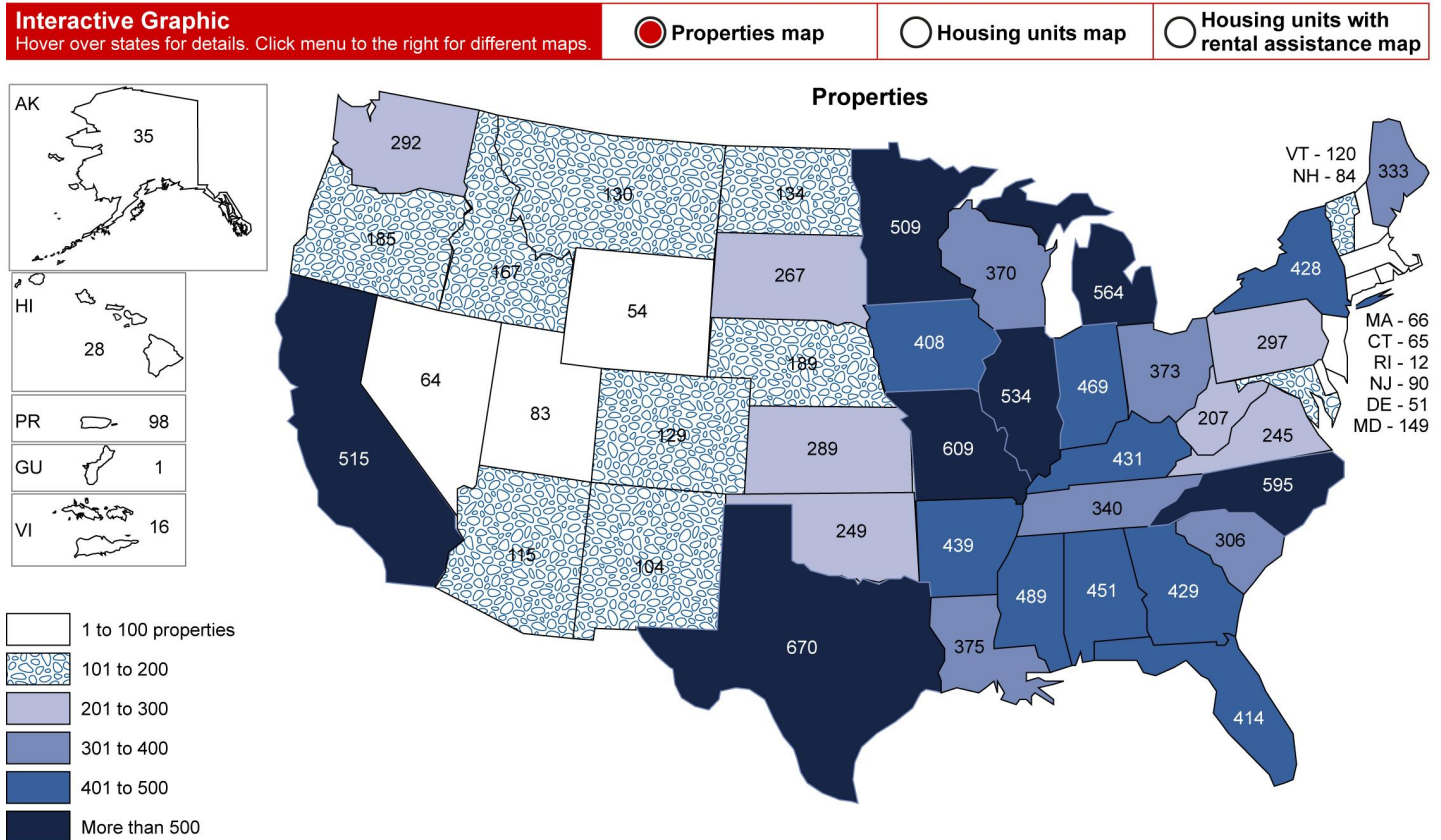 Interactive Graphic
Hover over states for details. Click menu to the right for different maps.
Properties map
Housing units map
Housing units with
rental assistance map
Properties
AK
35
HI
28
PR
98
GU
1
VI
16
292
130
134
185
167
509
267
370
54
564
333
VT - 120
NH - 84
428
MA - 66
CT - 65
RI - 12
NJ - 90
DE - 51
MD - 149
408
297
189
373
469
64
83
534
207
129
245
289
609
431
515
595
340
249
439
306
115
104
489
451
429
670
375
414
1 to 100 properties
101 to 200
201 to 300
301 to 400
401 to 500
More than 500